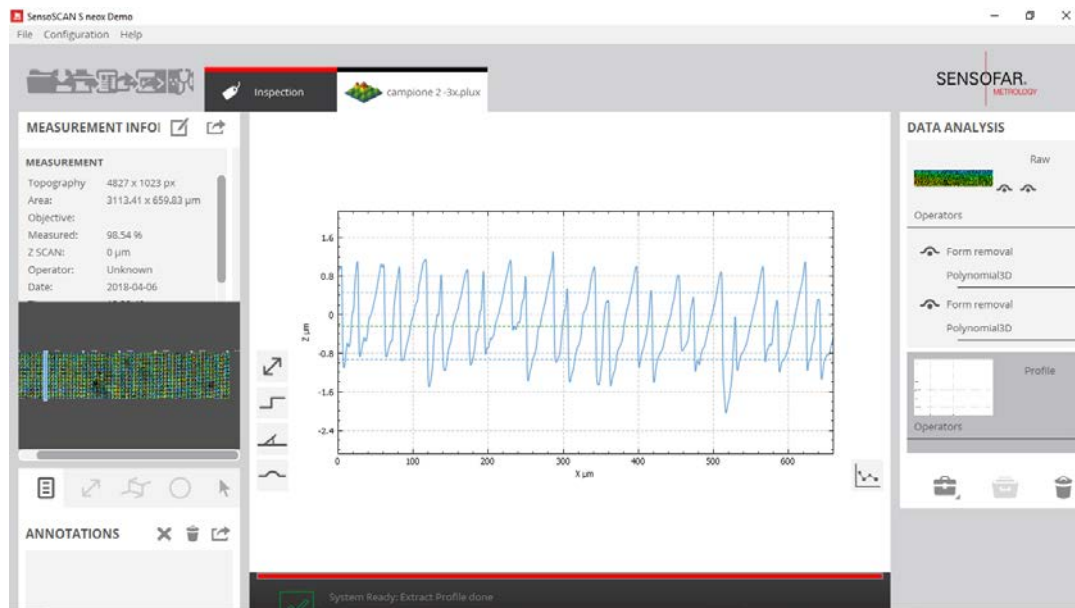 SensoSCAN S neox Demo
File Configuration Help
Inspection
campione 2 -3x.plux
SENSOFAR
METROLOGY
MEASUREMENT INFO
MEASUREMENT
Topography 4827 x 1023 px
Area: 3113.41 x 659.83 µm
Objective:
Measured: 98.54 %
Z SCAN: 0 µm
Operator: Unknown
Date: 2018-04-06
ANNOTATIONS
1.6
0.8
0
-0.8
-1.6
-2.4
Z µm
0 100 200 300 400 500 600
X µm
System Ready: Extract Profile done
DATA ANALYSIS
Raw
Operators
Form removal
Polynomial3D
Form removal
Polynomial3D
Profile
Operators